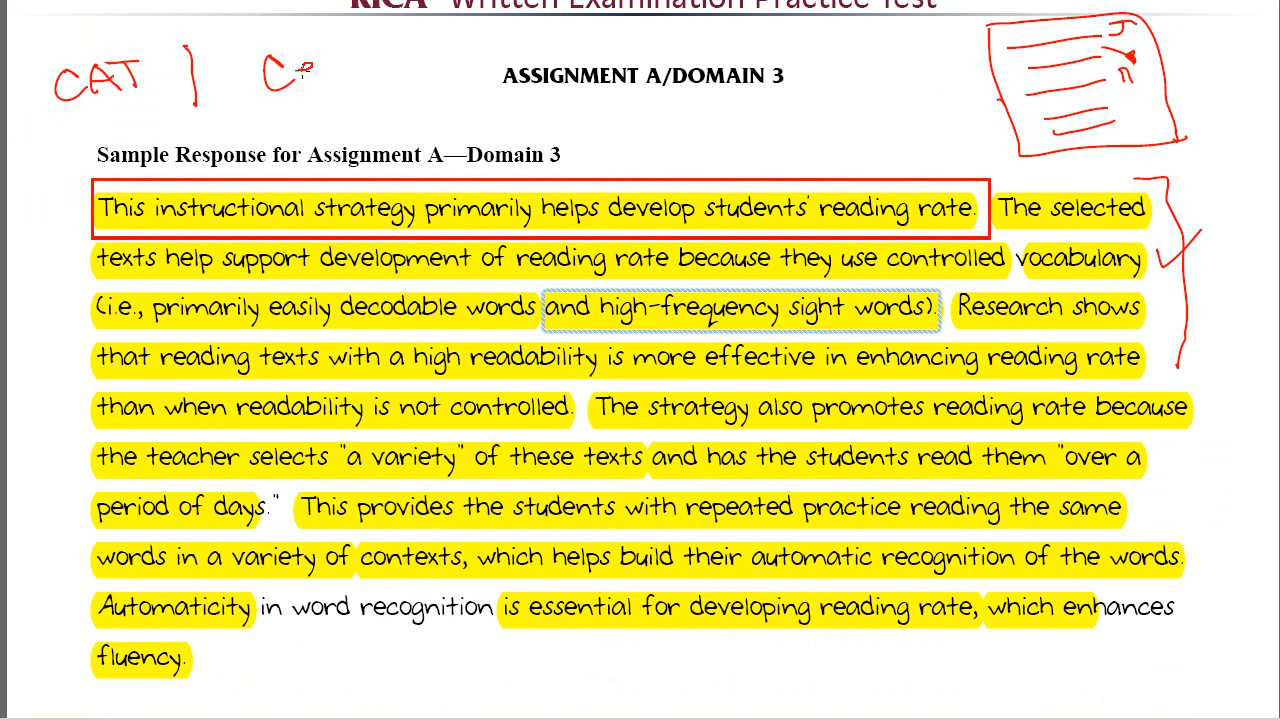 RICA® Written Examination Practice Test
CAT | C
ASSIGNMENT A/DOMAIN 3
Sample Response for Assignment A—Domain 3
This instructional strategy primarily helps develop students' reading rate. The selected
texts help support development of reading rate because they use controlled vocabulary
(i.e., primarily easily decodable words and high-frequency sight words). Research shows
that reading texts with a high readability is more effective in enhancing reading rate
than when readability is not controlled. The strategy also promotes reading rate because
the teacher selects "a variety" of these texts and has the students read them "over a
period of days." This provides the students with repeated practice reading the same
words in a variety of contexts, which helps build their automatic recognition of the words.
Automaticity in word recognition is essential for developing reading rate, which enhances
fluency.